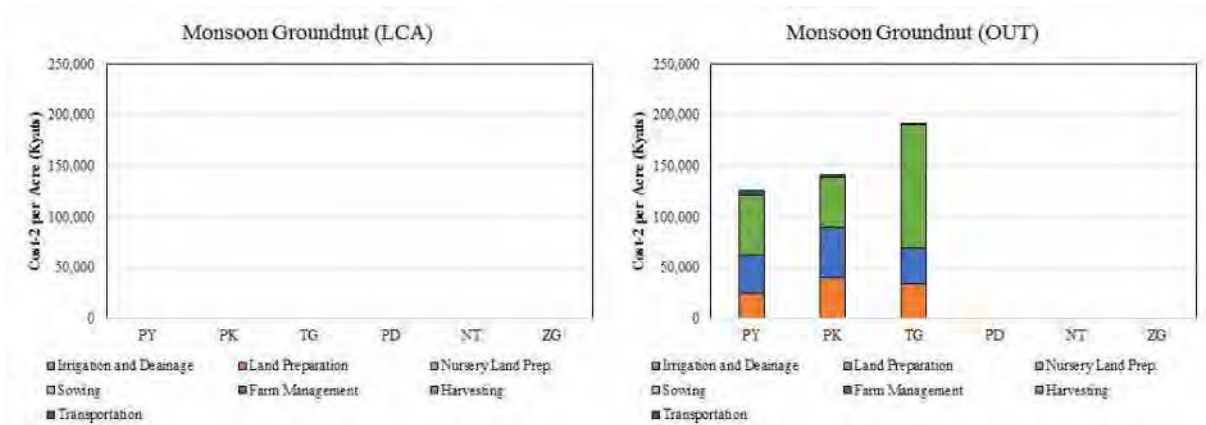 Monsoon Groundnut (LCA)
Cost-2 per Acre (Kyats)
250,000
200,000
150,000
100,000
50,000
0
PY PK TG PD NT ZG
Irrigation and Deainage Land Preparation Nursery Land Prep.
Sowing Farm Management Harvesting
Transportation
Monsoon Groundnut (OUT)
Cost-2 per Acre (Kyats)
250,000
200,000
150,000
100,000
50,000
0
PY PK TG PD NT ZG
Irrigation and Deainage Land Preparation Nursery Land Prep.
Sowing Farm Management Harvesting
Transportation